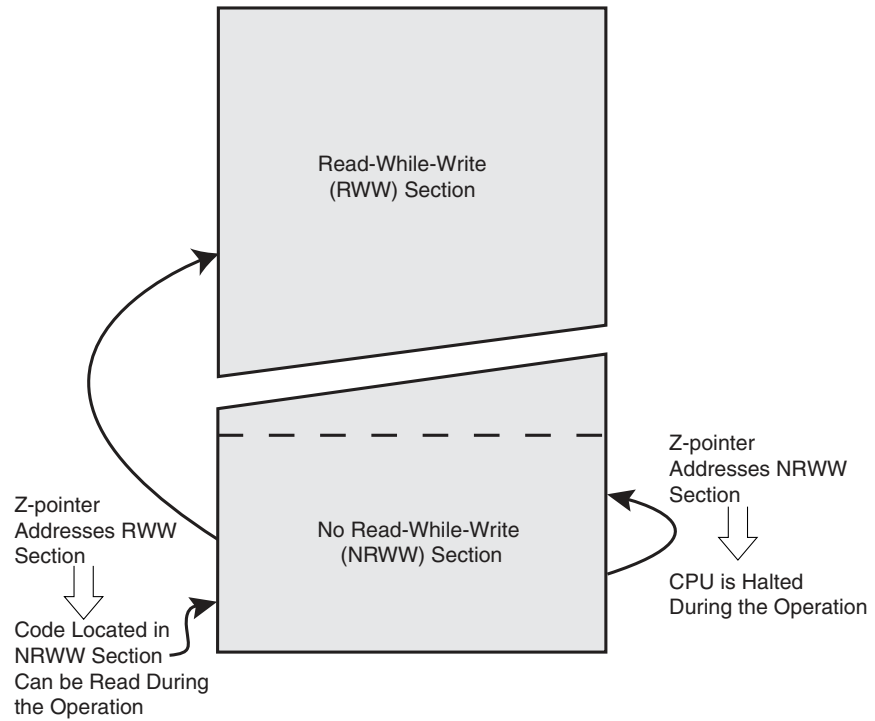 Read-While-Write
(RWW) Section
Z-pointer
Addresses NRWW
Section
Z-pointer
Addresses RWW
Section
No Read-While-Write
(NRWW) Section
CPU is Halted
During the Operation
Code Located in
NRWW Section
Can be Read During
the Operation